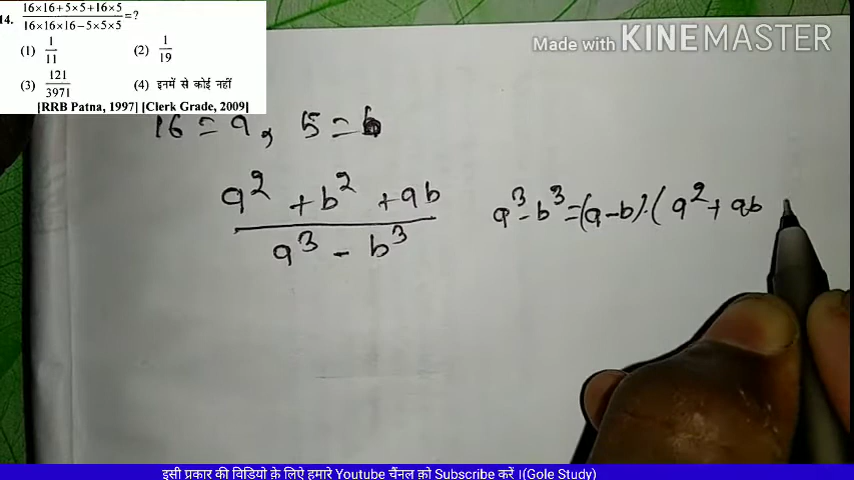 14. 16×16+5×5+16×5 / 16×16×16–5×5×5 = ?
(1) 1/11 (2) 1/19
(3) 121/3971 (4) इनमें से कोई नहीं
[RRB Patna, 1997] [Clerk Grade, 2009]
Made with KINEMASTER
16 = a, 5 = b
a² + b² + ab / a³ - b³
a³ - b³ = (a-b).(a² + ab
इसी प्रकार की विडियो के लिऐ हमारे Youtube चैंनल क़ो Subscribe करें ।(Gole Study)